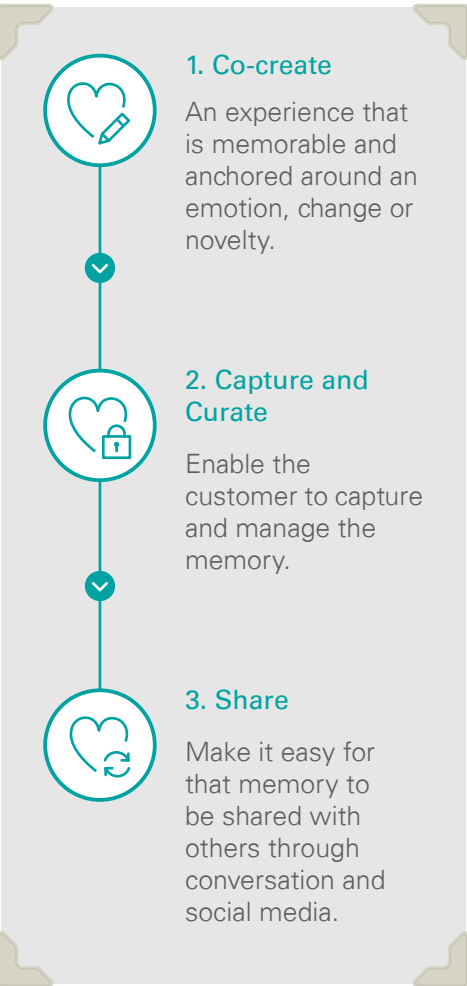 1. Co-create
An experience that
is memorable and
anchored around an
emotion, change or
novelty.
2. Capture and
Curate
Enable the
customer to capture
and manage the
memory.
3. Share
Make it easy for
that memory to
be shared with
others through
conversation and
social media.